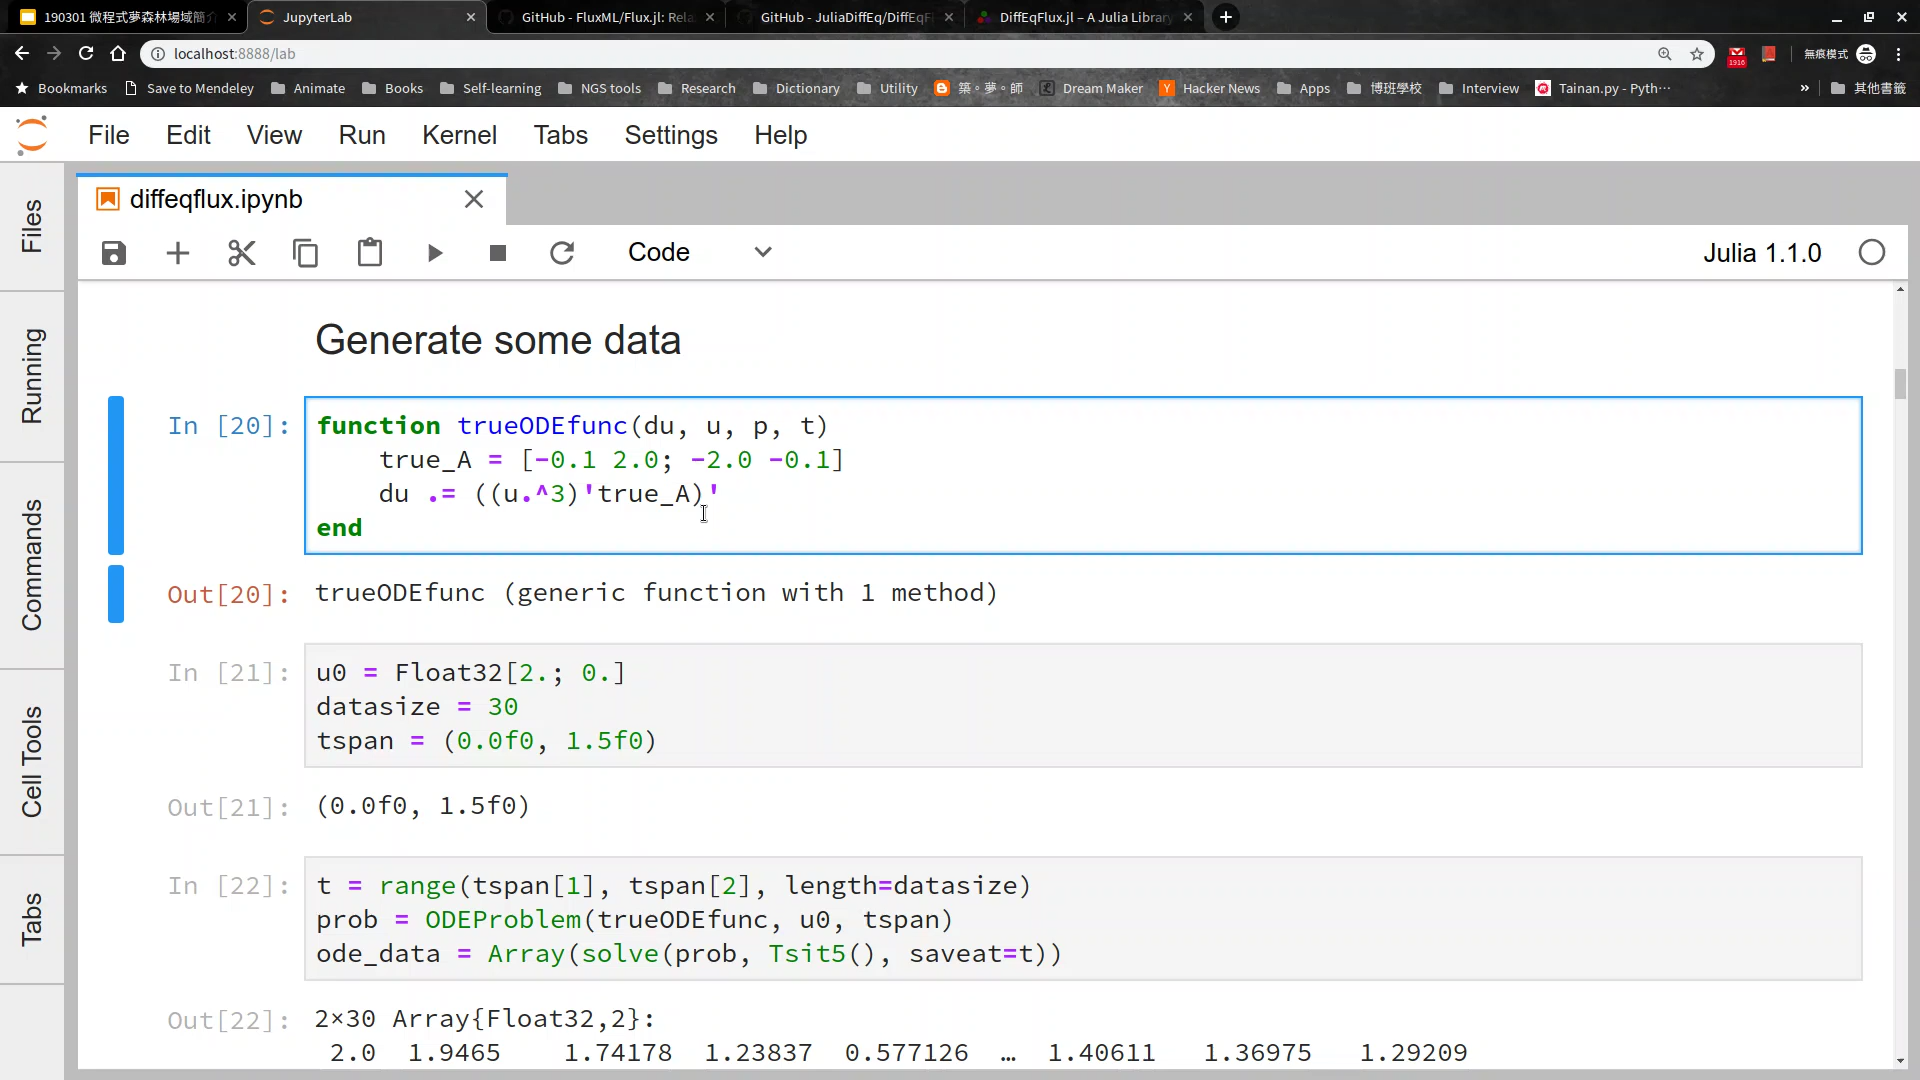 190301 微程式夢森林場域簡介
JupyterLab
GitHub - FluxML/Flux.jl: Rela
GitHub - JuliaDiffEq/DiffEqF
DiffEqFlux.jl – A Julia Library
localhost:8888/lab
1916
無痕模式
Bookmarks
Save to Mendeley
Animate
Books
Self-learning
NGS tools
Research
Dictionary
Utility
築。夢。師
Dream Maker
Hacker News
Apps
博班學校
Interview
Tainan.py - Pyth…
»
其他書籤
File Edit View Run Kernel Tabs Settings Help
Files
Running
Commands
Cell Tools
Tabs
diffeqflux.ipynb
Code
Julia 1.1.0
Generate some data
In [20]: function trueODEfunc(du, u, p, t)
true_A = [-0.1 2.0; -2.0 -0.1]
du .= ((u.^3)'true_A)'
end
Out[20]: trueODEfunc (generic function with 1 method)
In [21]: u0 = Float32[2.; 0.]
datasize = 30
tspan = (0.0f0, 1.5f0)
Out[21]: (0.0f0, 1.5f0)
In [22]: t = range(tspan[1], tspan[2], length=datasize)
prob = ODEProblem(trueODEfunc, u0, tspan)
ode_data = Array(solve(prob, Tsit5(), saveat=t))
Out[22]: 2×30 Array{Float32,2}:
2.0 1.9465 1.74178 1.23837 0.577126 … 1.40611 1.36975 1.29209